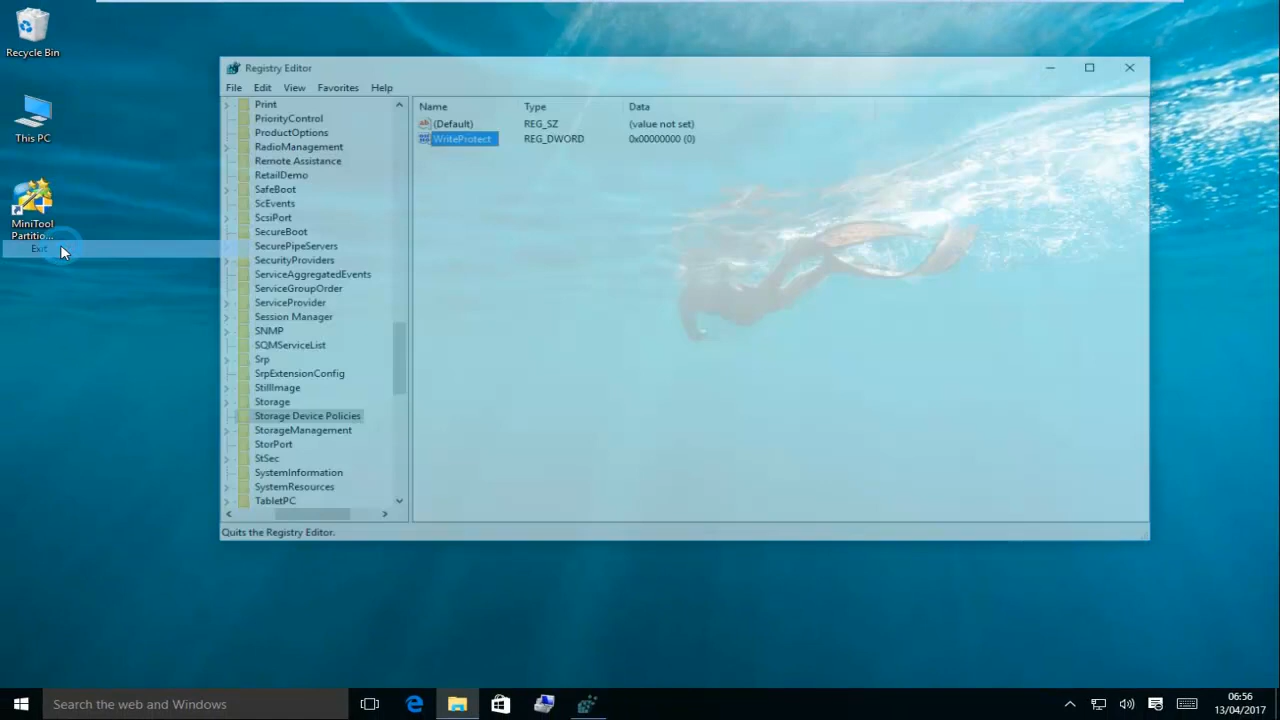 Recycle Bin
This PC
MiniTool
Partitio...
Exit
Registry Editor
File Edit View Favorites Help
Print
PriorityControl
ProductOptions
RadioManagement
Remote Assistance
RetailDemo
SafeBoot
ScEvents
ScsiPort
SecureBoot
SecurePipeServers
SecurityProviders
ServiceAggregatedEvents
ServiceGroupOrder
ServiceProvider
Session Manager
SNMP
SQMServiceList
Srp
SrpExtensionConfig
StillImage
Storage
Storage Device Policies
StorageManagement
StorPort
StSec
SystemInformation
SystemResources
TabletPC
Name Type Data
(Default) REG_SZ (value not set)
WriteProtect REG_DWORD 0x00000000 (0)
Quits the Registry Editor.
Search the web and Windows
06:56
13/04/2017